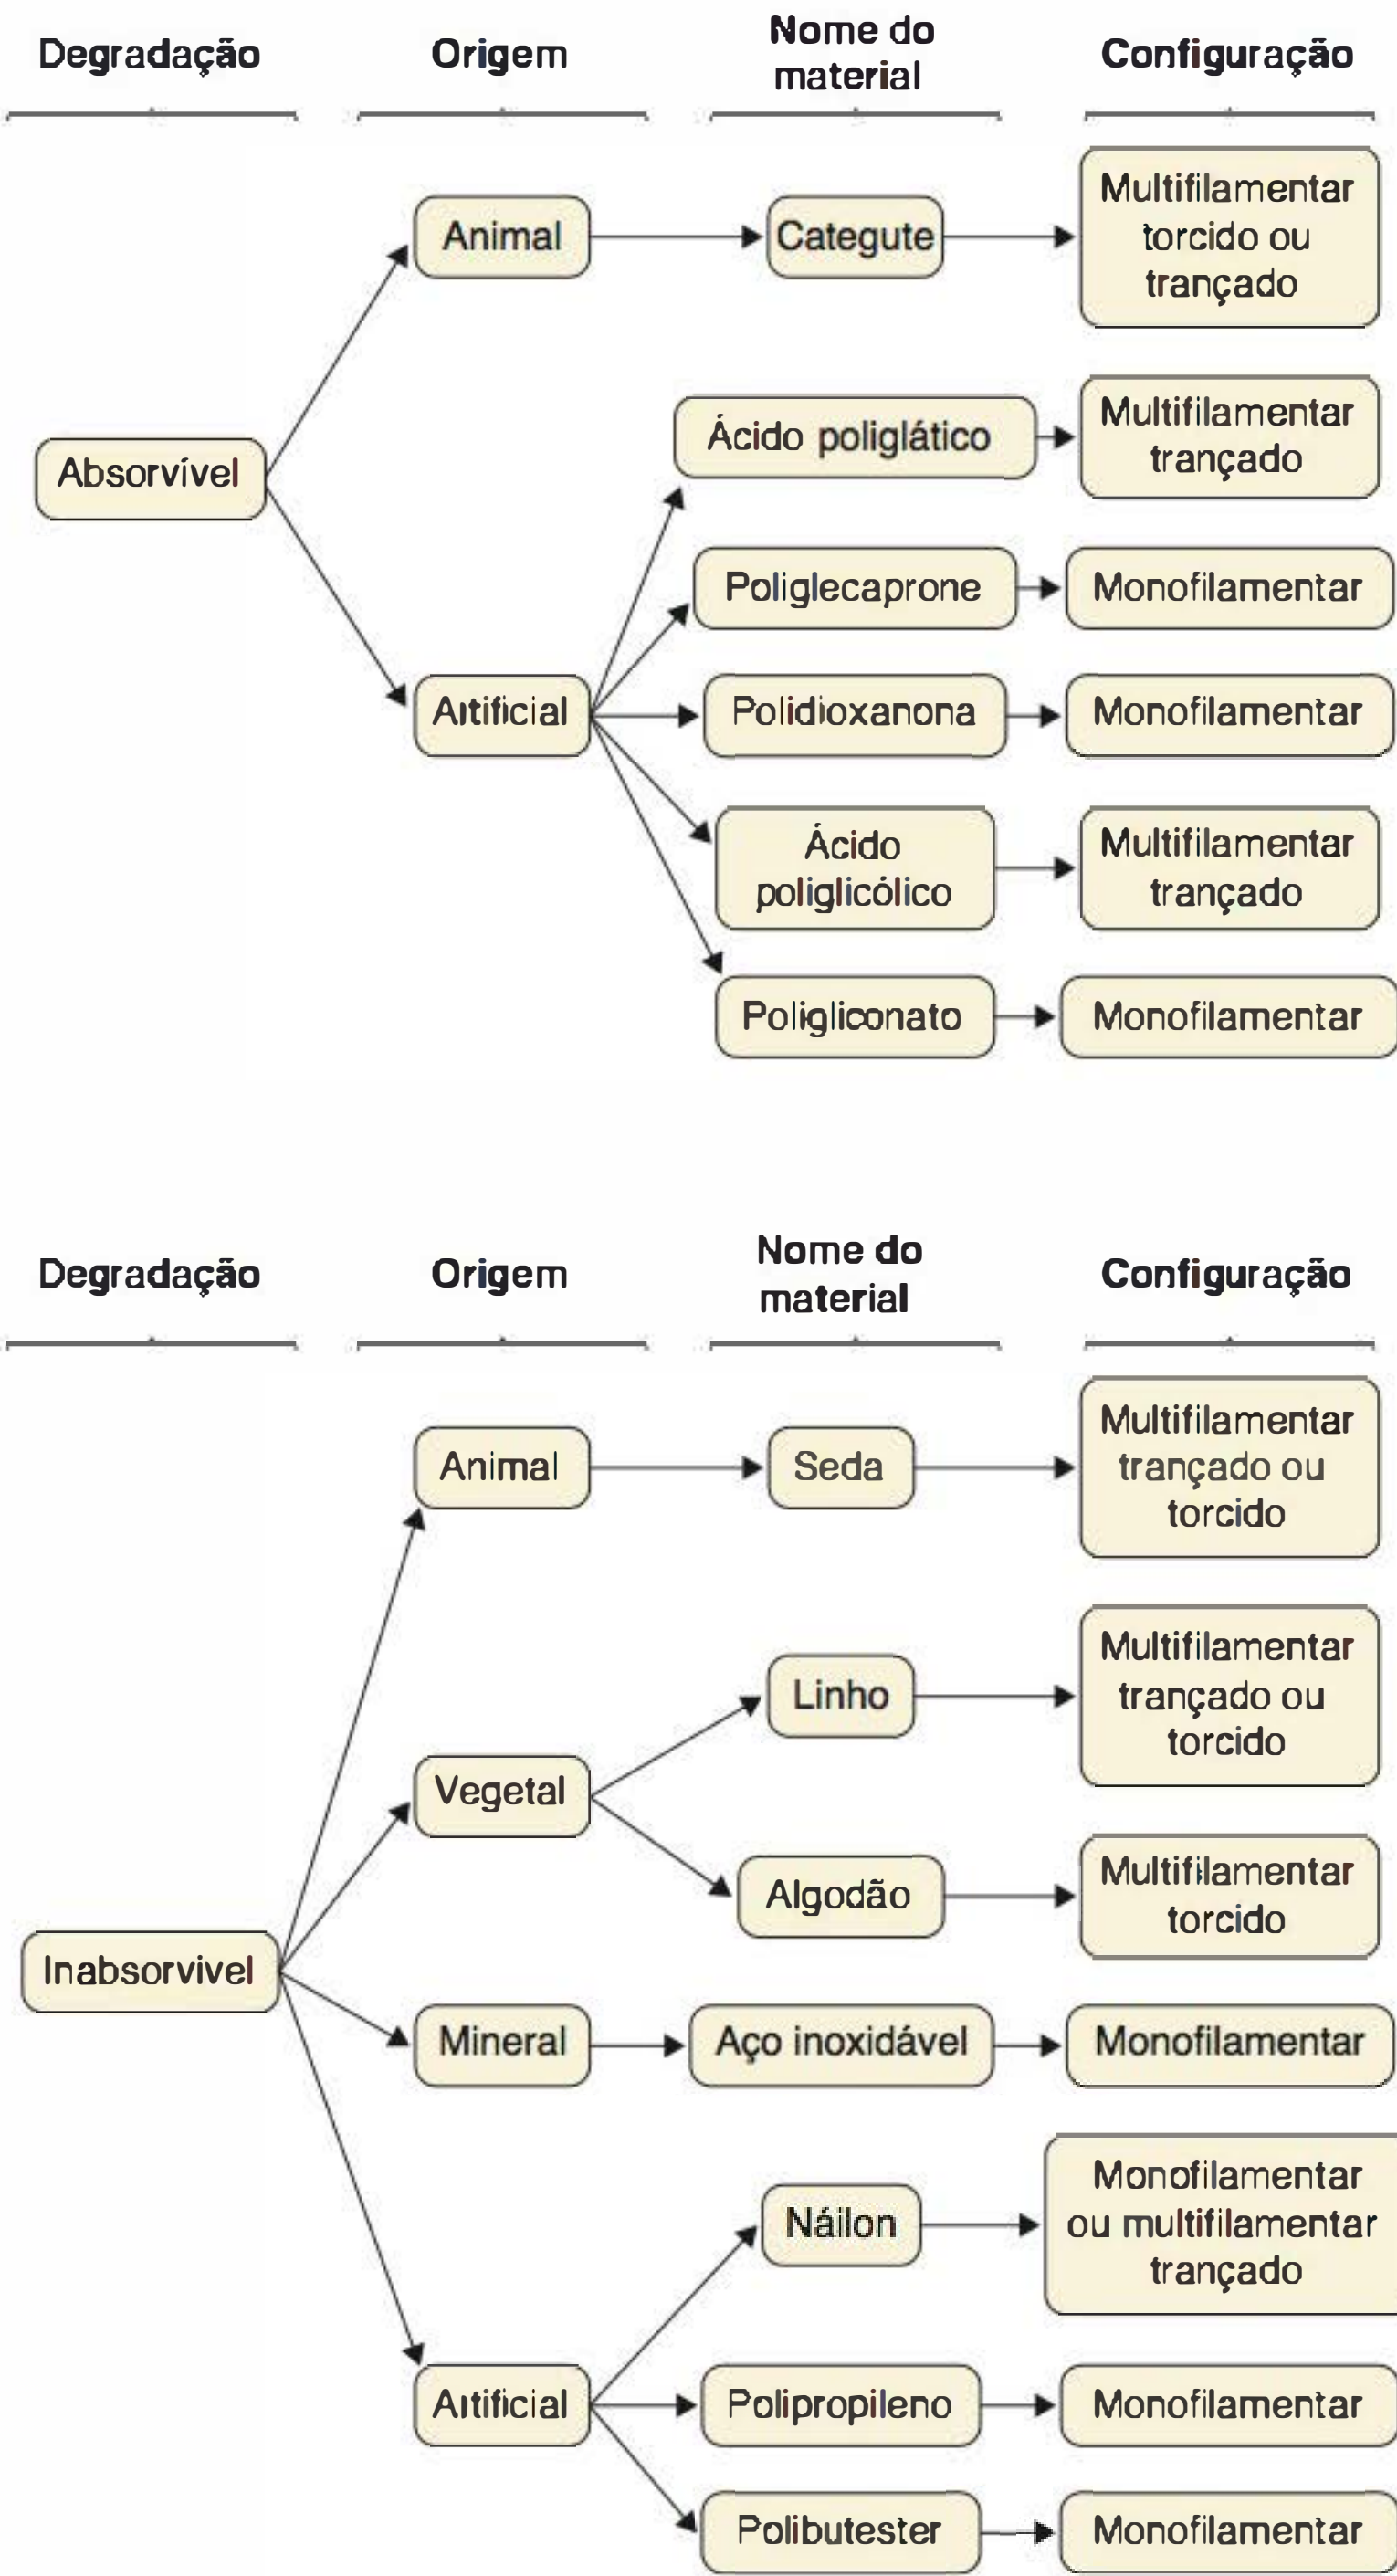 Degradação
Origem
Nome do
material
Configuração
Animal
Categute
Multifilamentar
torcido ou
trançado
Absorvível
Ácido poliglático
Multifilamentar
trançado
Poliglecaprone
Monofilamentar
Artificial
Polidioxanona
Monofilamentar
Ácido
poliglicólico
Multifilamentar
trançado
Poligliconato
Monofilamentar
Degradação
Origem
Nome do
material
Configuração
Animal
Seda
Multifilamentar
trançado ou
torcido
Vegetal
Linho
Multifilamentar
trançado ou
torcido
Algodão
Multifilamentar
torcido
Inabsorvivel
Mineral
Aço inoxidável
Monofilamentar
Náilon
Monofilamentar
ou multifilamentar
trançado
Artificial
Polipropileno
Monofilamentar
Polibutester
Monofilamentar